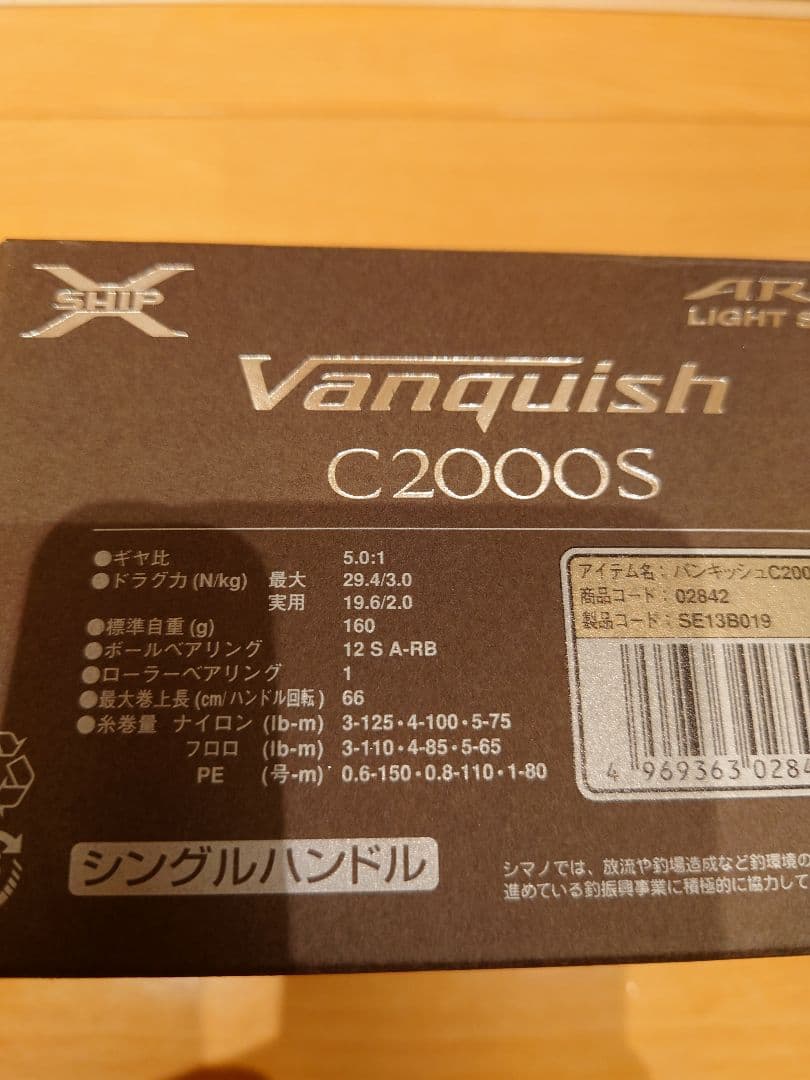 X SHIP
AR
LIGHT S
Vanquish
C2000S
●ギヤ比 5.0:1
●ドラグ力 (N/kg) 最大 29.4/3.0
実用 19.6/2.0
●標準自重 (g) 160
●ボールベアリング 12 S A-RB
●ローラーベアリング 1
●最大巻上長 (cm/ハンドル回転) 66
●糸巻量 ナイロン (lb-m) 3-125・4-100・5-75
フロロ (lb-m) 3-110・4-85・5-65
PE (号-m) 0.6-150・0.8-110・1-80
アイテム名：バンキッシュC200
商品コード：02842
製品コード：SE13B019
4 969363 0284
シングルハンドル
シマノでは、放流や釣場造成など釣環境の
進めている釣振興事業に積極的に協力して